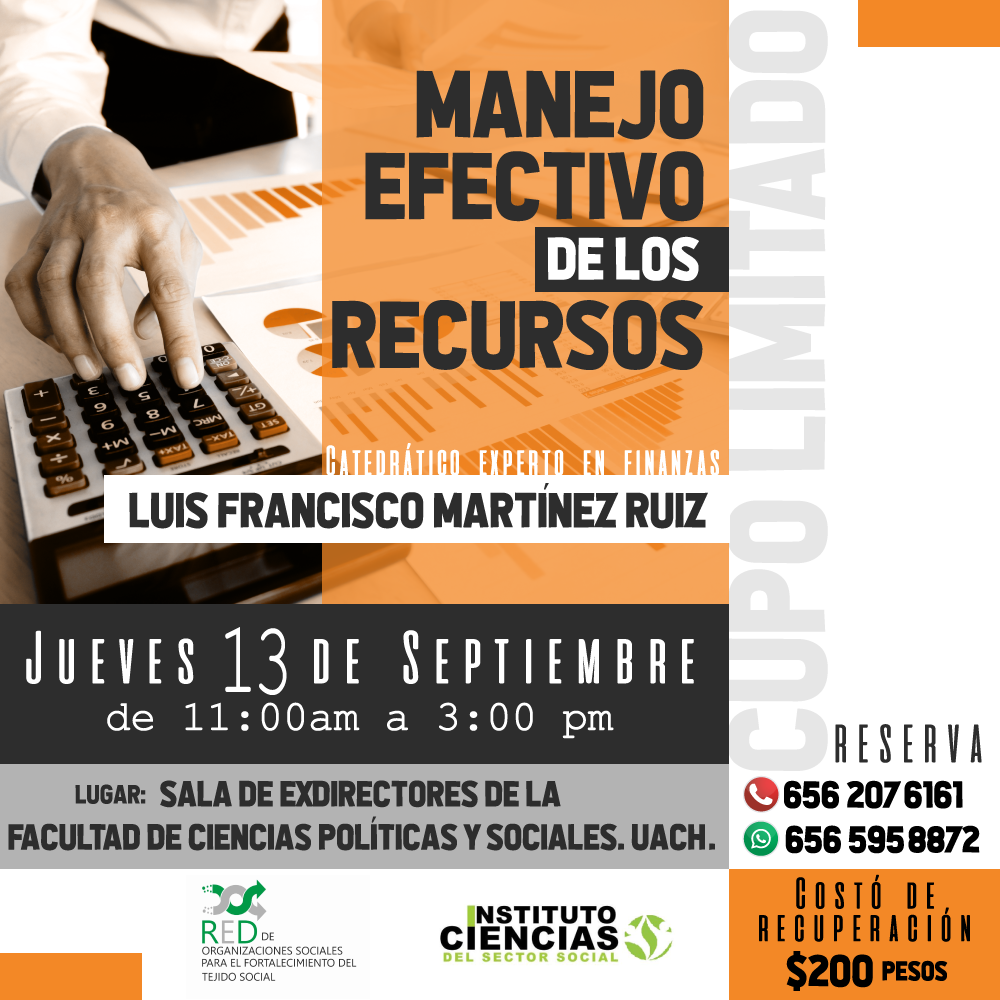 MANEJO
EFECTIVO
DE LOS
RECURSOS
CATEDRÁTICO EXPERTO EN FINANZAS
LUIS FRANCISCO MARTÍNEZ RUIZ
CUPO LIMITADO
JUEVES 13 DE SEPTIEMBRE
de 11:00am a 3:00 pm
LUGAR: SALA DE EXDIRECTORES DE LA
FACULTAD DE CIENCIAS POLÍTICAS Y SOCIALES. UACH.
RESERVA
656 207 6161
656 595 8872
COSTÓ DE
RECUPERACIÓN
$200 PESOS
RED DE
ORGANIZACIONES SOCIALES
PARA EL FORTALECIMIENTO DEL
TEJIDO SOCIAL
INSTITUTO
CIENCIAS
DEL SECTOR SOCIAL